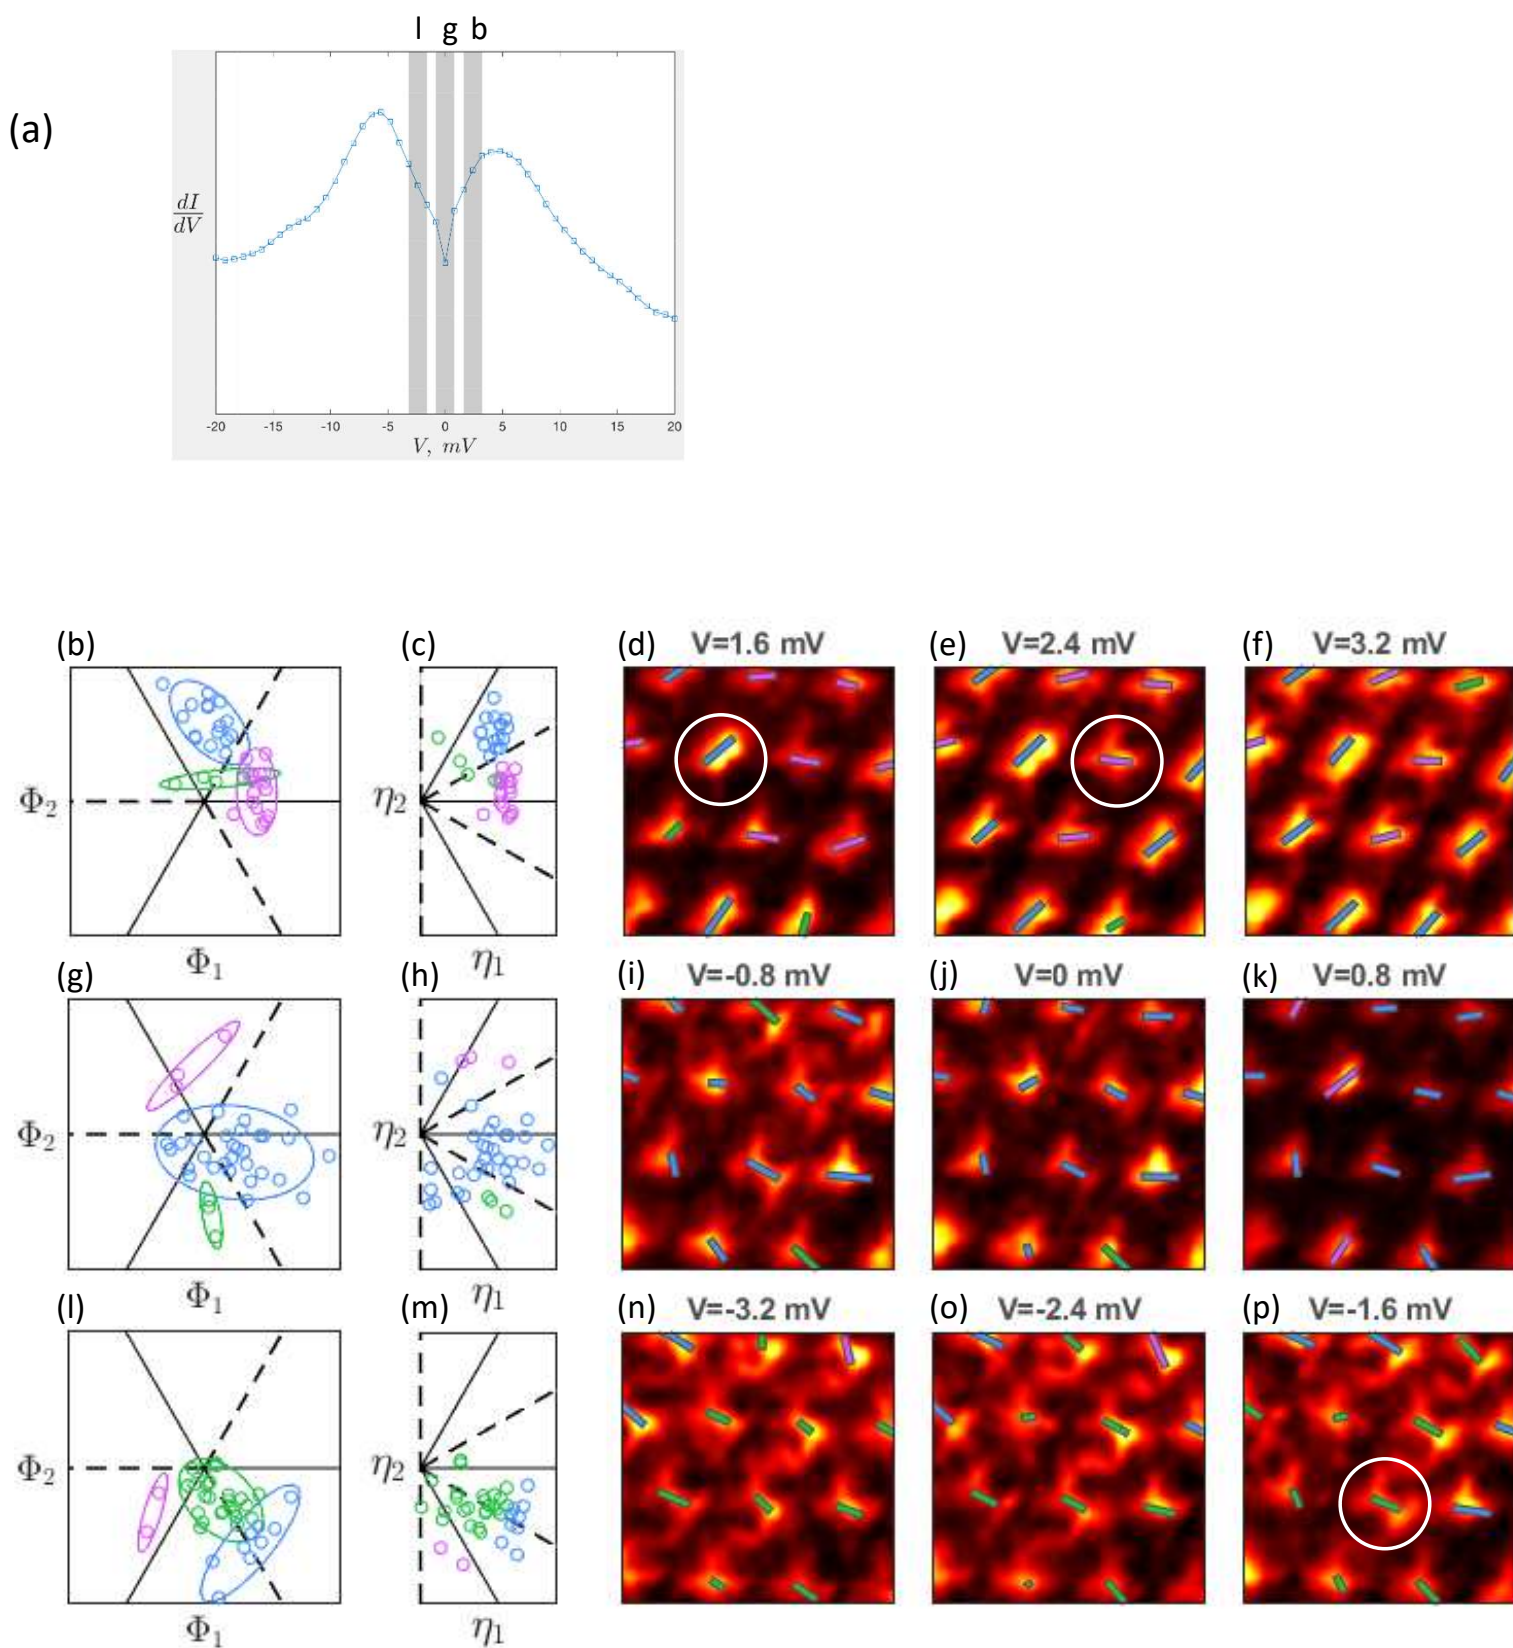 l g b
(a)
dI
dV
-20 -15 -10 -5 0 5 10 15 20
V, mV
(b) (c) (d) V=1.6 mV (e) V=2.4 mV (f) V=3.2 mV
Φ2 η2
Φ1 η1
(g) (h) (i) V=-0.8 mV (j) V=0 mV (k) V=0.8 mV
Φ2 η2
Φ1 η1
(l) (m) (n) V=-3.2 mV (o) V=-2.4 mV (p) V=-1.6 mV
Φ2 η2
Φ1 η1